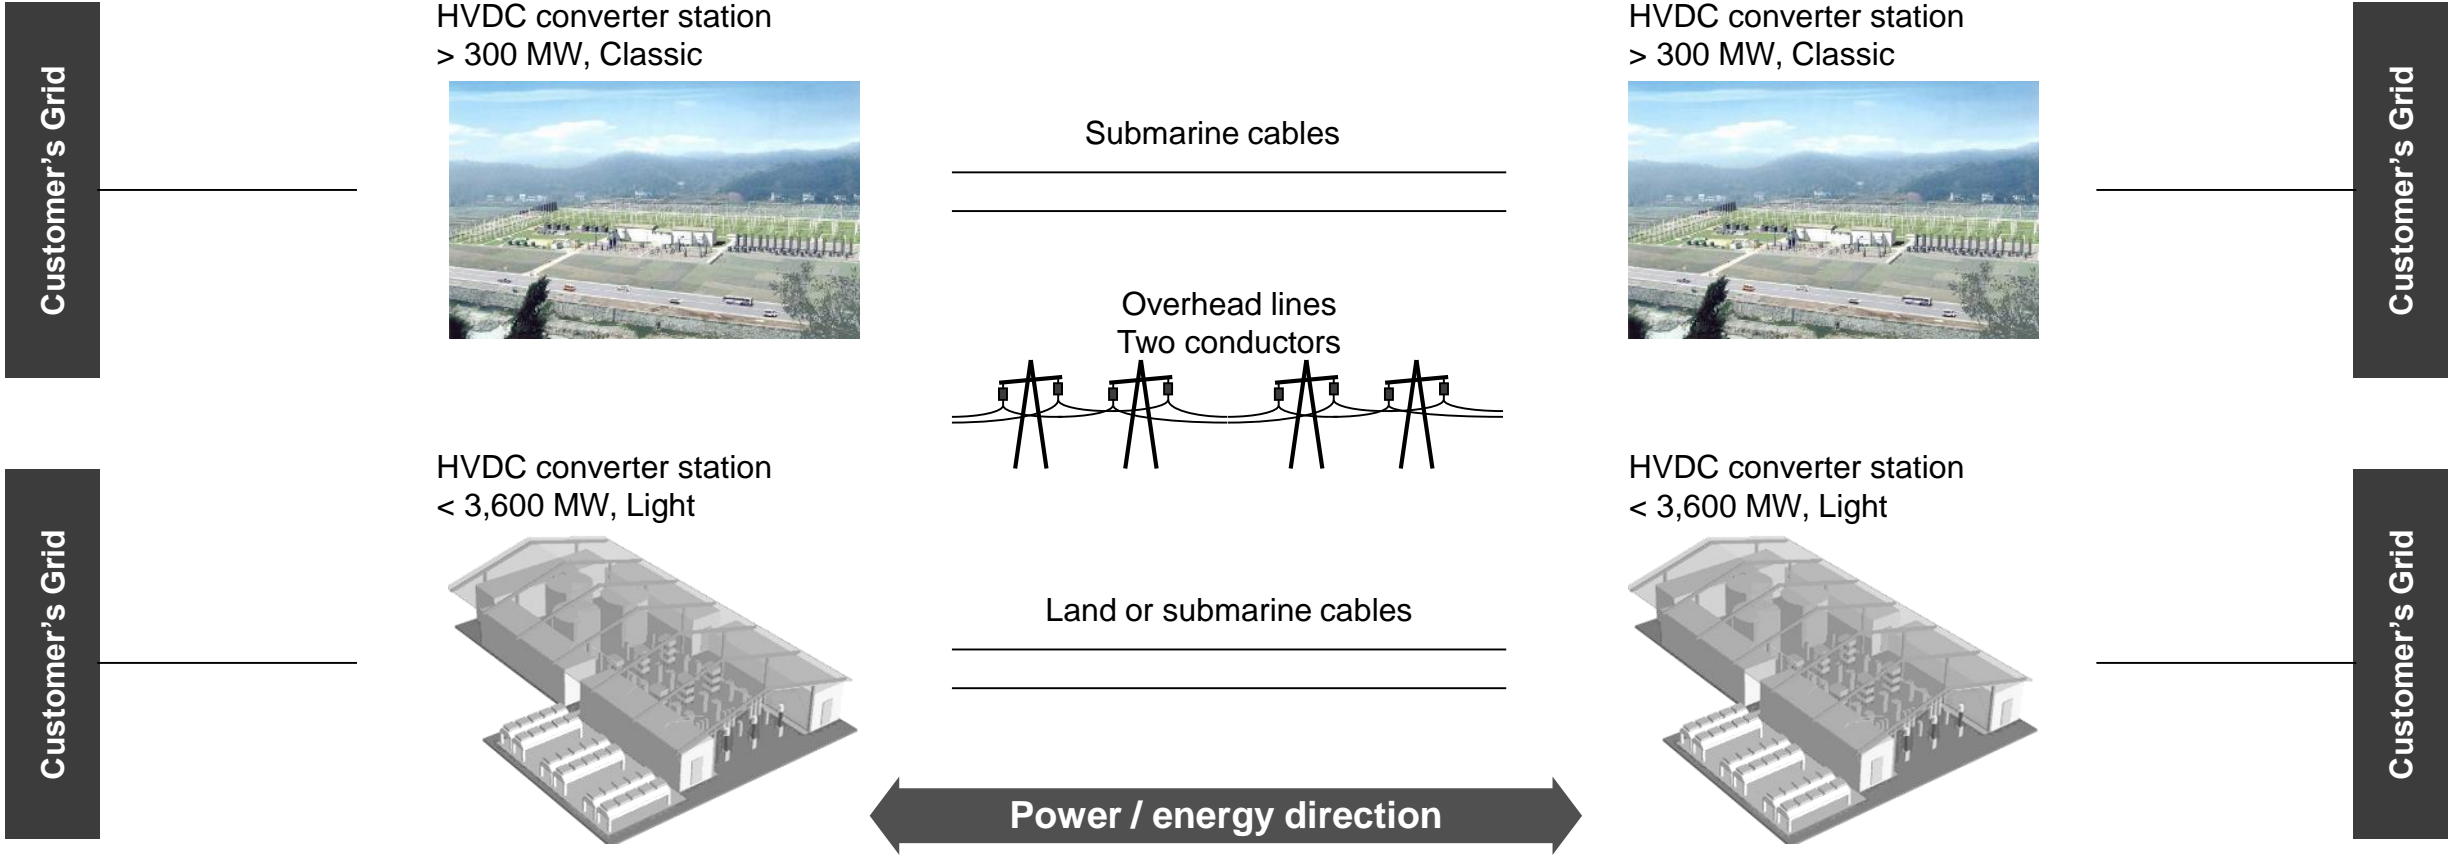 Customer’s Grid
HVDC converter station
> 300 MW, Classic
Submarine cables
Overhead lines
Two conductors
HVDC converter station
> 300 MW, Classic
Customer’s Grid
Customer’s Grid
HVDC converter station
< 3,600 MW, Light
Land or submarine cables
HVDC converter station
< 3,600 MW, Light
Customer’s Grid
Power / energy direction